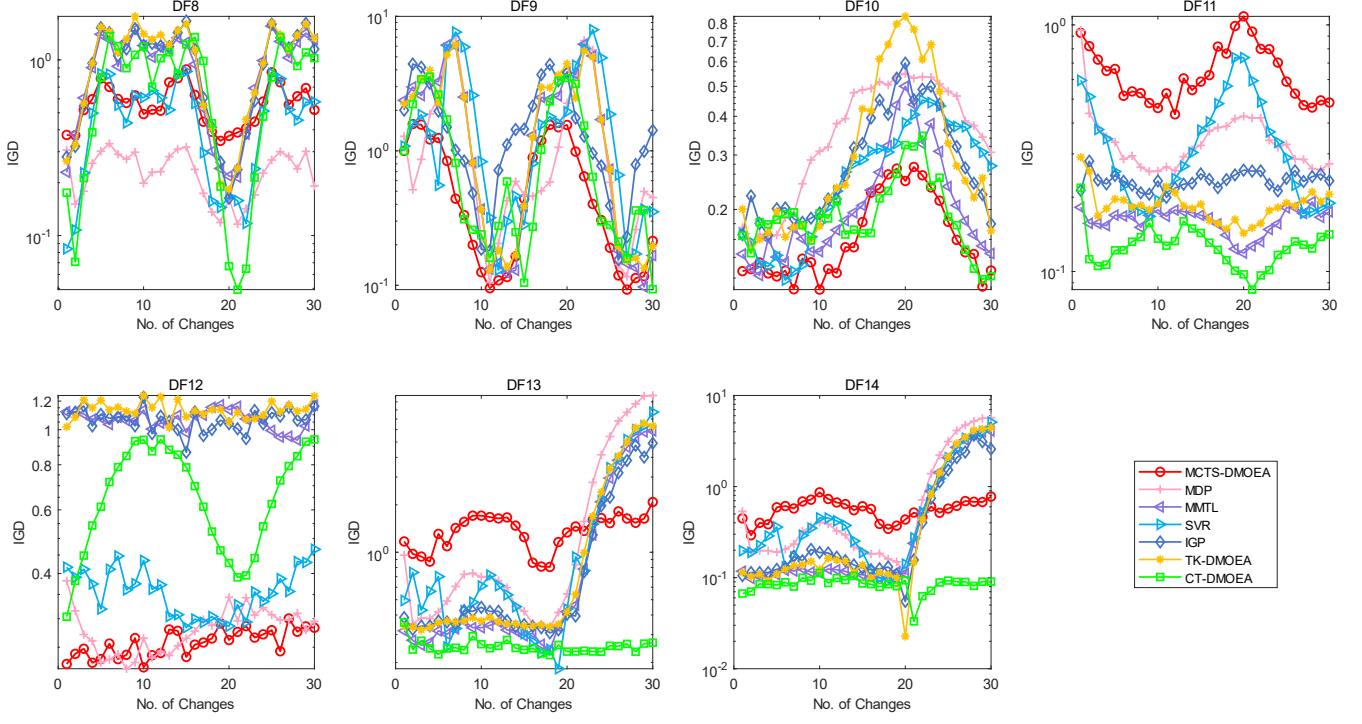 DF8
10^0
10^-1
IGD
0
10
20
30
No. of Changes
DF9
10^1
10^0
10^-1
IGD
0
10
20
30
No. of Changes
DF10
0.8
0.7
0.6
0.5
0.4
0.3
0.2
IGD
0
10
20
30
No. of Changes
DF11
10^0
10^-1
IGD
0
10
20
30
No. of Changes
DF12
1.2
1
0.8
0.6
0.4
IGD
0
10
20
30
No. of Changes
DF13
10^0
IGD
0
10
20
30
No. of Changes
DF14
10^1
10^0
10^-1
10^-2
IGD
0
10
20
30
No. of Changes
MCTS-DMOEA
MDP
MMTL
SVR
IGP
TK-DMOEA
CT-DMOEA